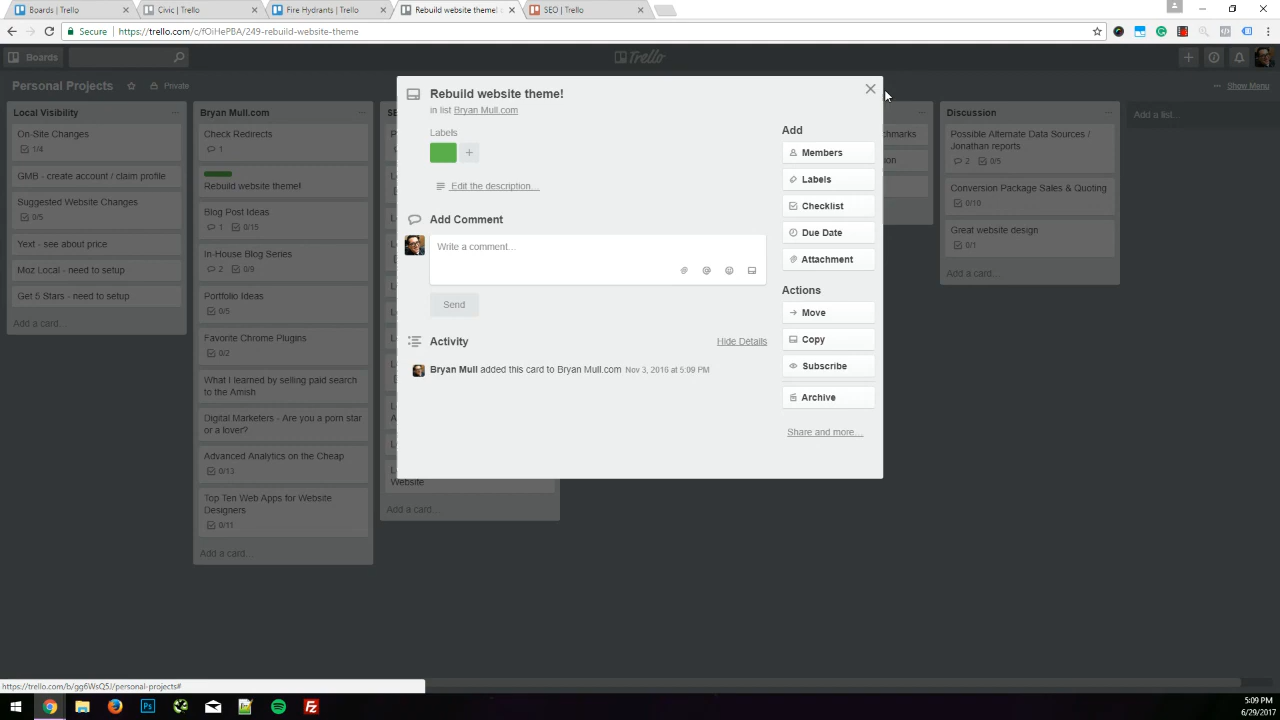 Boards | Trello
Civic | Trello
Fire Hydrants | Trello
Rebuild website theme!
SEO | Trello
Secure
https://trello.com/c/fOiHePBA/249-rebuild-website-theme
Boards
Trello
Personal Projects
Private
Show Menu
Local Visibility
On-Site Changes
1/4
GMB - create account / claim profile
Suggested Website Changes
0/5
Yext - see about price
Moz Local - need to setup
Get 5 Stars - need to setup
Add a card...
Bryan Mull.com
Check Redirects
1
Rebuild website theme!
Blog Post Ideas
1 0/15
In-House Blog Series
2 0/9
Portfolio Ideas
0/5
Favorite Chrome Plugins
0/2
What I learned by selling paid search
to the Amish
Digital Marketers - Are you a porn star
or a lover?
Advanced Analytics on the Cheap
0/13
Top Ten Web Apps for Website
Designers
0/11
Add a card...
Website
Add a card...
Rebuild website theme!
in list Bryan Mull.com
Labels
+
Edit the description...
Add Comment
Write a comment...
Send
Activity
Hide Details
Bryan Mull added this card to Bryan Mull.com Nov 3, 2016 at 5:09 PM
Add
Members
Labels
Checklist
Due Date
Attachment
Actions
Move
Copy
Subscribe
Archive
Share and more...
Discussion
Possible Alternate Data Sources /
Jonathan reports
2 0/5
Conversion Package Sales & Quoting
0/10
Great website design
0/1
Add a card...
Add a list...
https://trello.com/b/gg6WsQ5J/personal-projects#
Ps
Fz
5:09 PM
6/29/2017